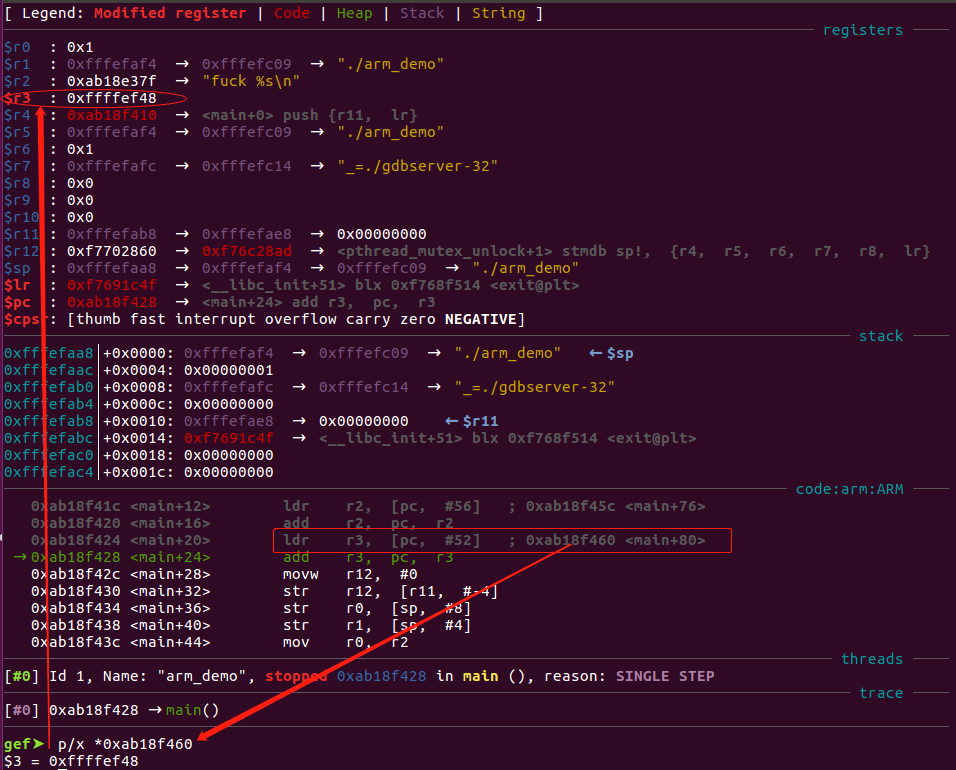 [ Legend: Modified register | Code | Heap | Stack | String ]
registers
$r0 : 0x1
$r1 : 0xfffefaf4 → 0xfffefc09 → "./arm_demo"
$r2 : 0xab18e37f → "fuck %s\n"
$r3 : 0xffffef48
$r4 : 0xab18f410 → <main+0> push {r11, lr}
$r5 : 0xfffefaf4 → 0xfffefc09 → "./arm_demo"
$r6 : 0x1
$r7 : 0xfffefafc → 0xfffefc14 → "_=./gdbserver-32"
$r8 : 0x0
$r9 : 0x0
$r10 : 0x0
$r11 : 0xfffefab8 → 0xfffefae8 → 0x00000000
$r12 : 0xf7702860 → 0xf76c28ad → <pthread_mutex_unlock+1> stmdb sp!, {r4, r5, r6, r7, r8, lr}
$sp : 0xfffefaa8 → 0xfffefaf4 → 0xfffefc09 → "./arm_demo"
$lr : 0xf7691c4f → <__libc_init+51> blx 0xf768f514 <exit@plt>
$pc : 0xab18f428 → <main+24> add r3, pc, r3
$cpsr: [thumb fast interrupt overflow carry zero NEGATIVE]
stack
0xfffefaa8│+0x0000: 0xfffefaf4 → 0xfffefc09 → "./arm_demo" ←$sp
0xfffefaac│+0x0004: 0x00000001
0xfffefab0│+0x0008: 0xfffefafc → 0xfffefc14 → "_=./gdbserver-32"
0xfffefab4│+0x000c: 0x00000000
0xfffefab8│+0x0010: 0xfffefae8 → 0x00000000 ←$r11
0xfffefabc│+0x0014: 0xf7691c4f → <__libc_init+51> blx 0xf768f514 <exit@plt>
0xfffefac0│+0x0018: 0x00000000
0xfffefac4│+0x001c: 0x00000000
code:arm:ARM
0xab18f41c <main+12> ldr r2, [pc, #56] ; 0xab18f45c <main+76>
0xab18f420 <main+16> add r2, pc, r2
0xab18f424 <main+20> ldr r3, [pc, #52] ; 0xab18f460 <main+80>
→0xab18f428 <main+24> add r3, pc, r3
0xab18f42c <main+28> movw r12, #0
0xab18f430 <main+32> str r12, [r11, #-4]
0xab18f434 <main+36> str r0, [sp, #8]
0xab18f438 <main+40> str r1, [sp, #4]
0xab18f43c <main+44> mov r0, r2
threads
[#0] Id 1, Name: "arm_demo", stopped 0xab18f428 in main (), reason: SINGLE STEP
trace
[#0] 0xab18f428 →main()
gef➤ p/x *0xab18f460
$3 = 0xffffef48